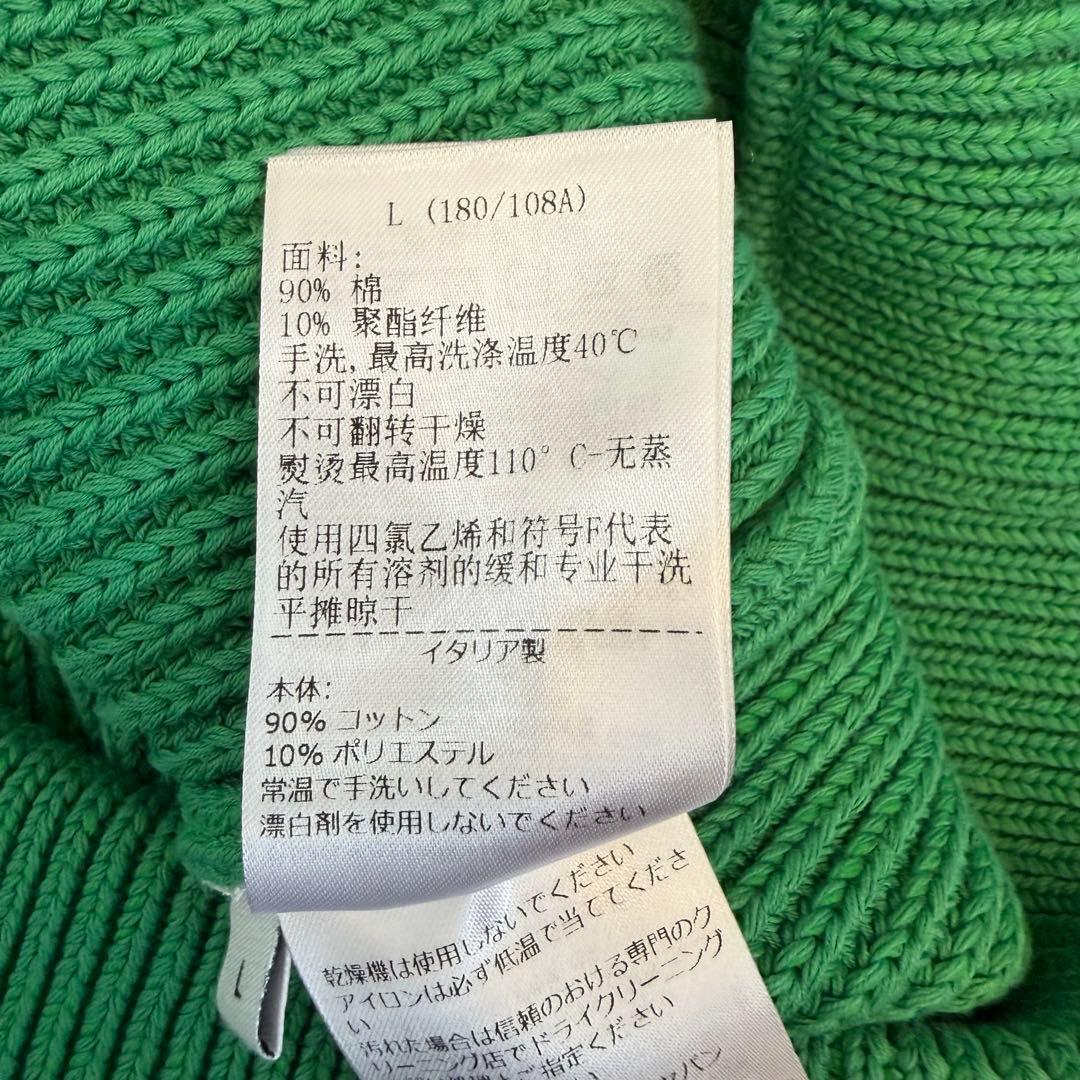 L (180/108A)
面料:
90% 棉
10% 聚酯纤维
手洗,最高洗涤温度40℃
不可漂白
不可翻转干燥
熨烫最高温度110° C-无蒸
汽
使用四氯乙烯和符号F代表
的所有溶剂的缓和专业干洗
平摊晾干
イタリア製
本体:
90% コットン
10% ポリエステル
常温で手洗いしてください
漂白剤を使用しないでください
乾燥機は使用しないでください
アイロンは必ず低温で当ててくださ
い
汚れた場合は信頼のおける専門のク
リーニング店でドライクリーニング
ご指定ください
L